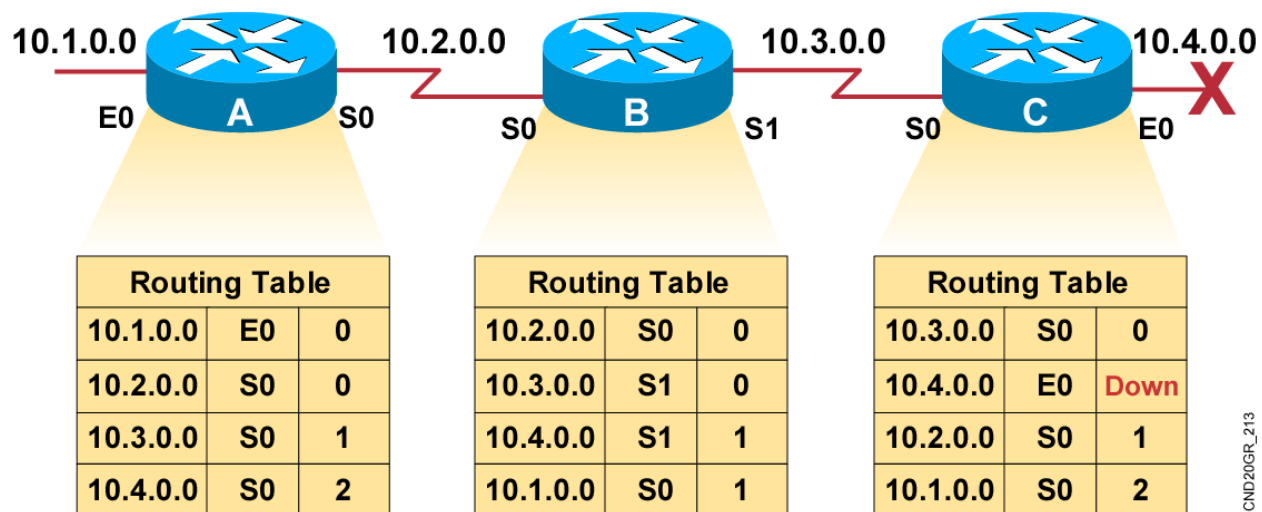 10.1.0.0 10.2.0.0 10.3.0.0 10.4.0.0
A B C X
E0 S0 S0 S1 S0 E0
Routing Table
10.1.0.0 E0 0
10.2.0.0 S0 0
10.3.0.0 S0 1
10.4.0.0 S0 2
Routing Table
10.2.0.0 S0 0
10.3.0.0 S1 0
10.4.0.0 S1 1
10.1.0.0 S0 1
Routing Table
10.3.0.0 S0 0
10.4.0.0 E0 Down
10.2.0.0 S0 1
10.1.0.0 S0 2
CND20GR_213